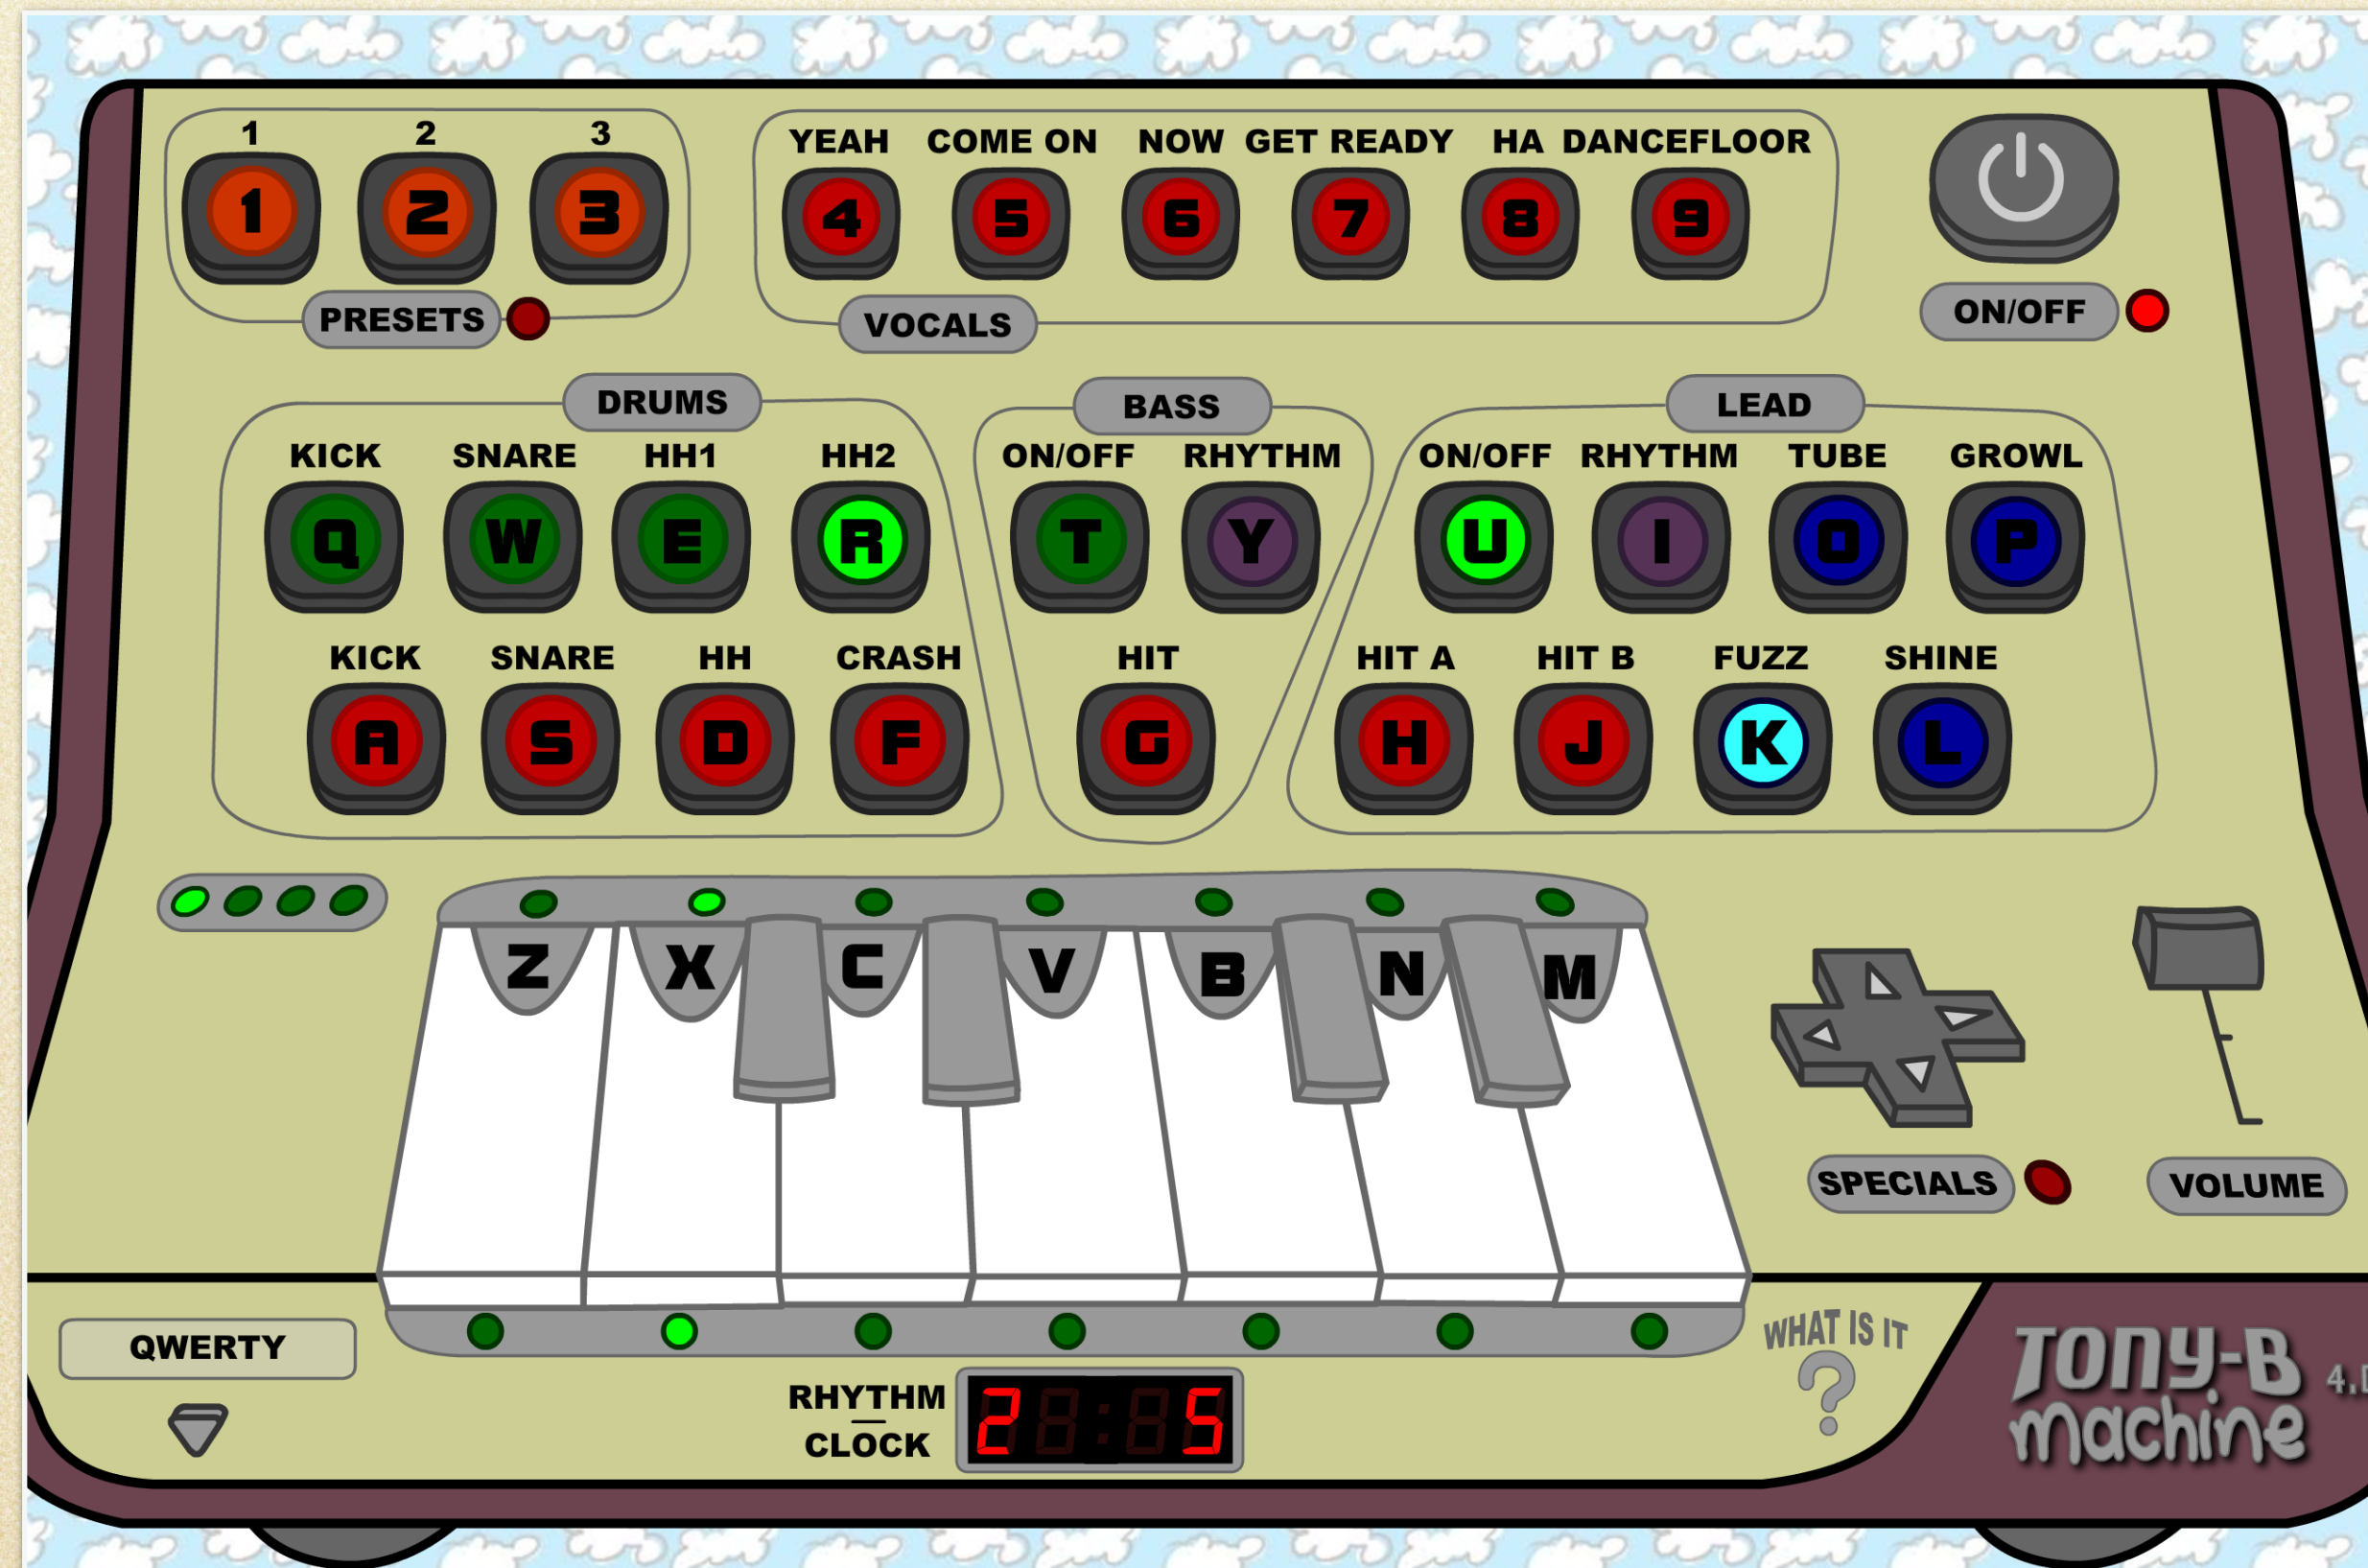 1 2 3
1 2 3
PRESETS
YEAH COME ON NOW GET READY HA DANCEFLOOR
4 5 6 7 8 9
VOCALS
ON/OFF
DRUMS
KICK SNARE HH1 HH2
Q W E R
KICK SNARE HH CRASH
A S D F
BASS
ON/OFF RHYTHM
T Y
HIT
G
LEAD
ON/OFF RHYTHM TUBE GROWL
U I O P
HIT A HIT B FUZZ SHINE
H J K L
Z X C V B N M
SPECIALS
VOLUME
QWERTY
RHYTHM
CLOCK
2 5
WHAT IS IT
?
TONY-B
machine